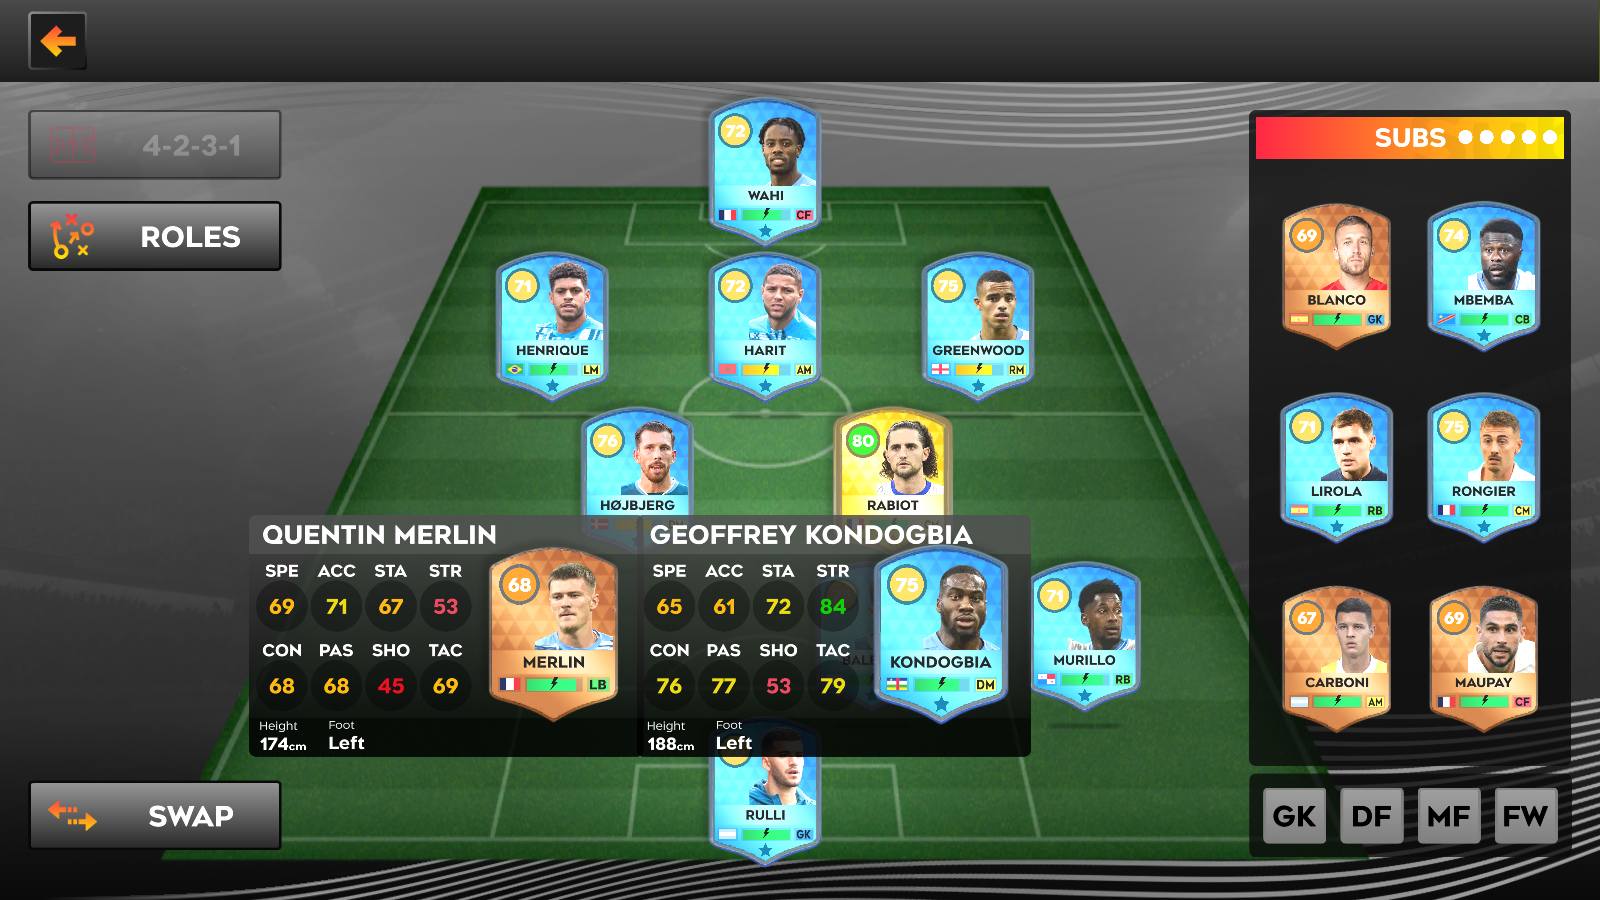 4-2-3-1
ROLES
72
WAHI
CF
71
HENRIQUE
LM
72
HARIT
AM
75
GREENWOOD
RM
76
HØJBJERG
80
RABIOT
QUENTIN MERLIN
SPE ACC STA STR
69 71 67 53
CON PAS SHO TAC
68 68 45 69
Height Foot
174cm Left
68
MERLIN
LB
GEOFFREY KONDOGBIA
SPE ACC STA STR
65 61 72 84
CON PAS SHO TAC
76 77 53 79
Height Foot
188cm Left
75
KONDOGBIA
DM
71
MURILLO
RB
RULLI
GK
SWAP
SUBS
69
BLANCO
GK
74
MBEMBA
CB
71
LIROLA
RB
75
RONGIER
CM
67
CARBONI
AM
69
MAUPAY
CF
GK DF MF FW